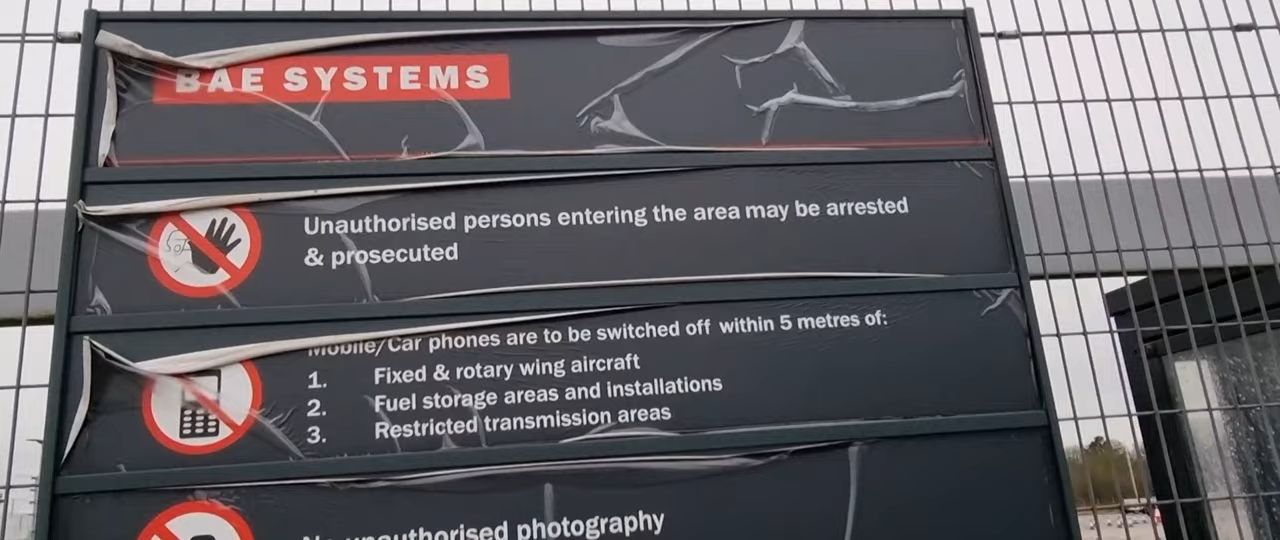 BAE SYSTEMS
Unauthorised persons entering the area may be arrested
& prosecuted
Mobile/Car phones are to be switched off within 5 metres of:
1. Fixed & rotary wing aircraft
2. Fuel storage areas and installations
3. Restricted transmission areas
No unauthorised photography